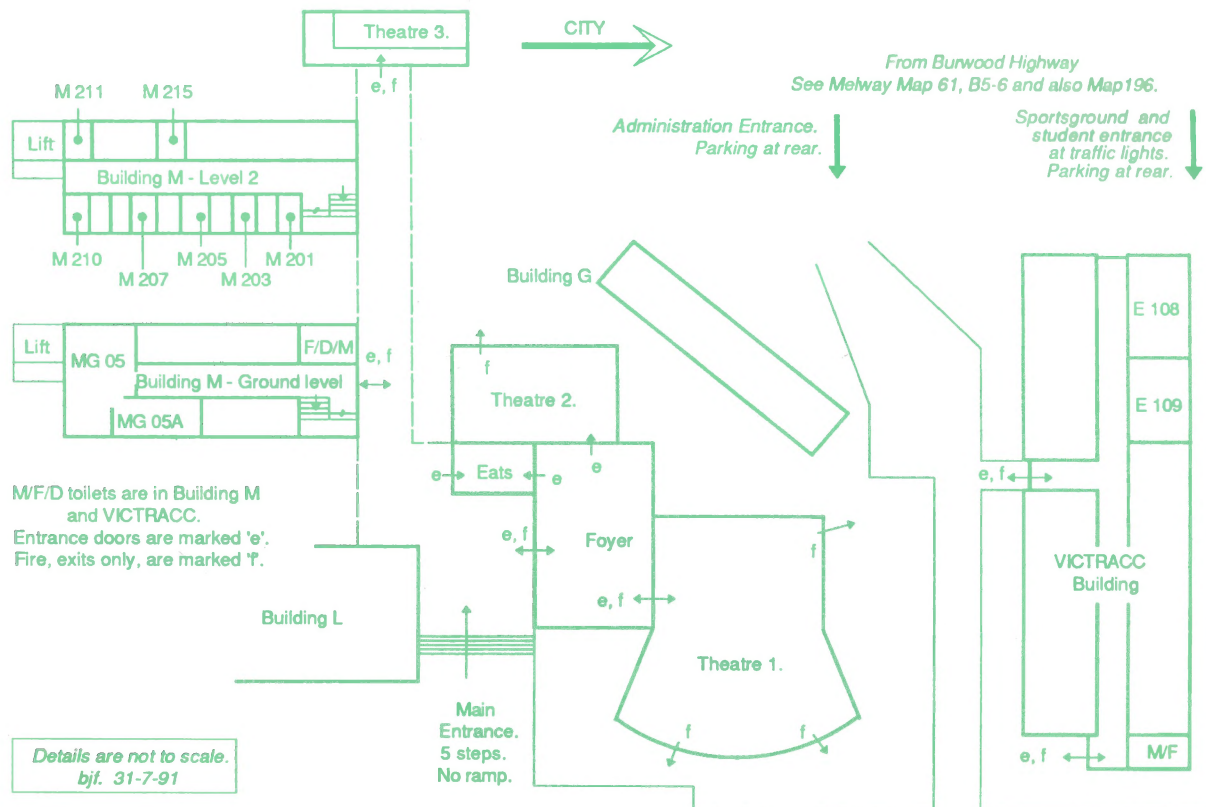 Theatre 3.
CITY
e, f
From Burwood Highway
See Melway Map 61, B5-6 and also Map196.
M 211
M 215
Administration Entrance.
Parking at rear.
Sportsground and
student entrance
at traffic lights.
Parking at rear.
Lift
Building M - Level 2
M 210
M 207
M 205
M 203
M 201
Building G
Lift
MG 05
F/D/M
e, f
Building M - Ground level
MG 05A
f
Theatre 2.
e
E 108
E 109
e
Eats
e
e, f
M/F/D toilets are in Building M
and VICTRACC.
Entrance doors are marked 'e'.
Fire, exits only, are marked 'f'.
e, f
Foyer
f
e, f
VICTRACC
Building
e, f
Building L
Theatre 1.
Main
Entrance.
5 steps.
No ramp.
f
f
e, f
M/F
Details are not to scale.
bjf. 31-7-91